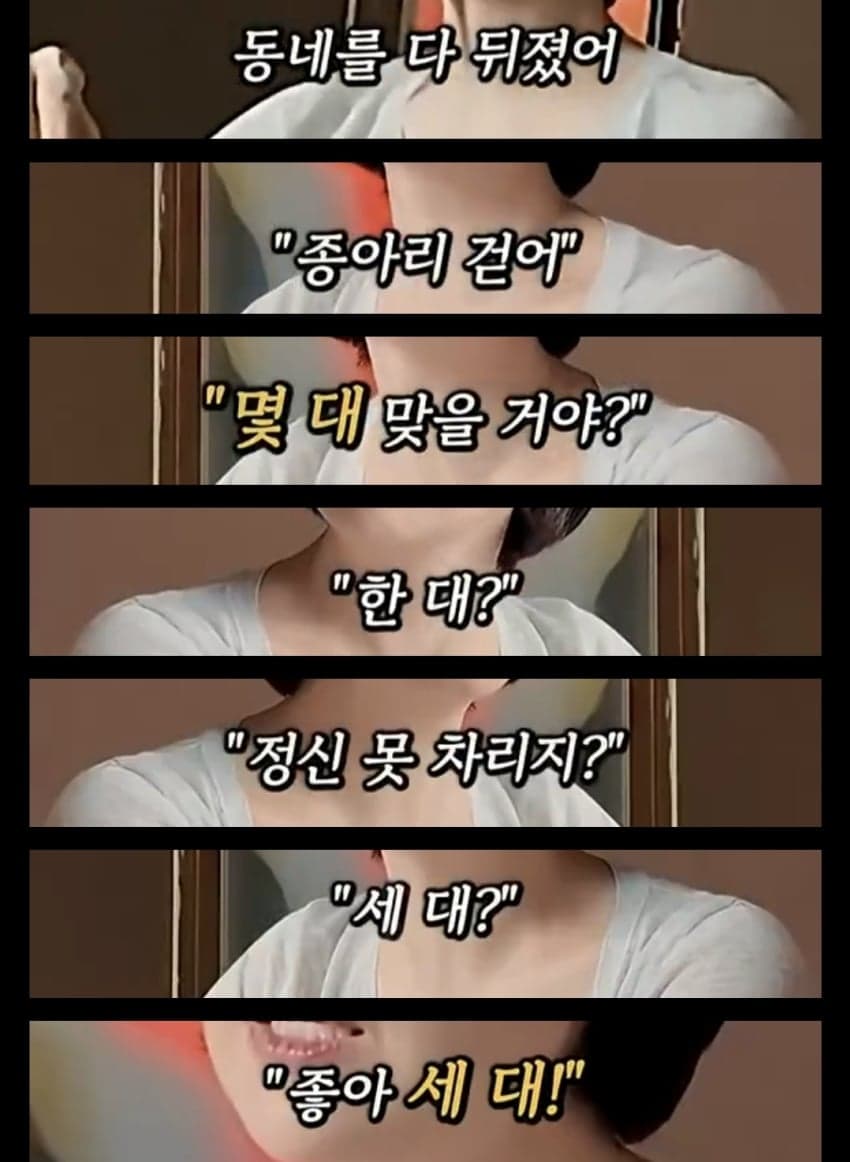 동네를 다 뒤졌어
"종아리 걷어"
"몇 대 맞을 거야?"
"한 대?"
"정신 못 차리지?"
"세 대?"
"좋아 세 대!"